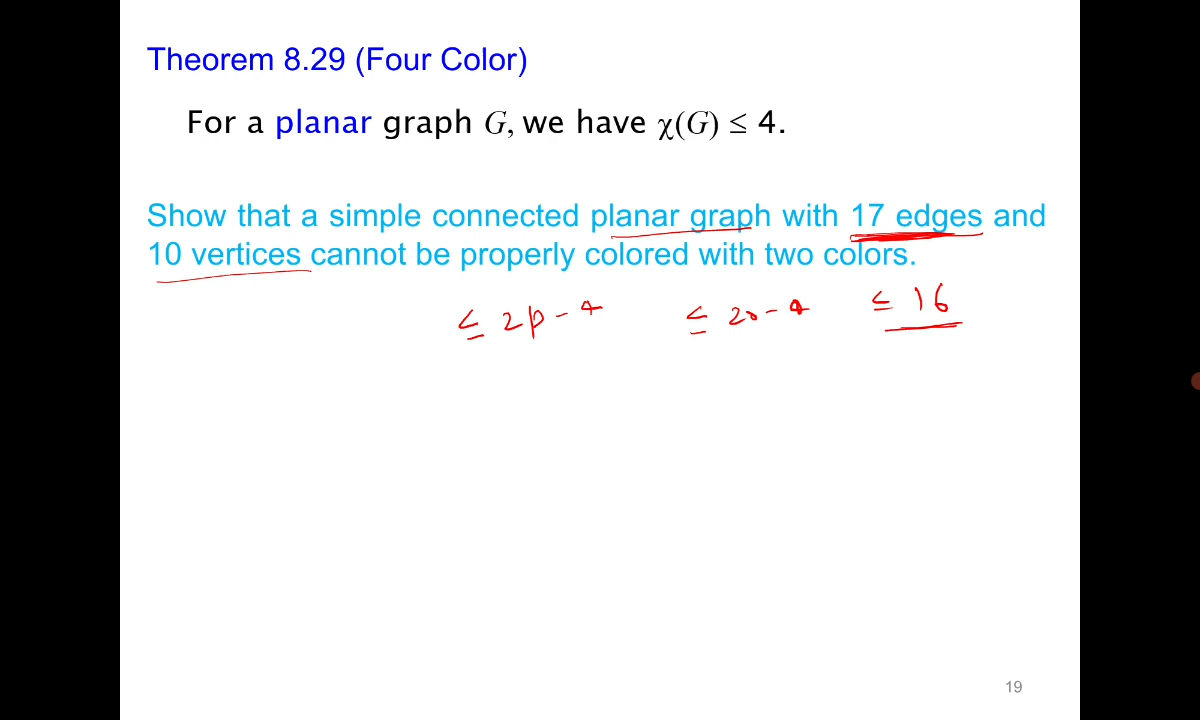 Theorem 8.29 (Four Color)
For a planar graph G, we have χ(G) ≤ 4.
Show that a simple connected planar graph with 17 edges and
10 vertices cannot be properly colored with two colors.
≤ 2p - 4 ≤ 20 - 4 ≤ 16
19